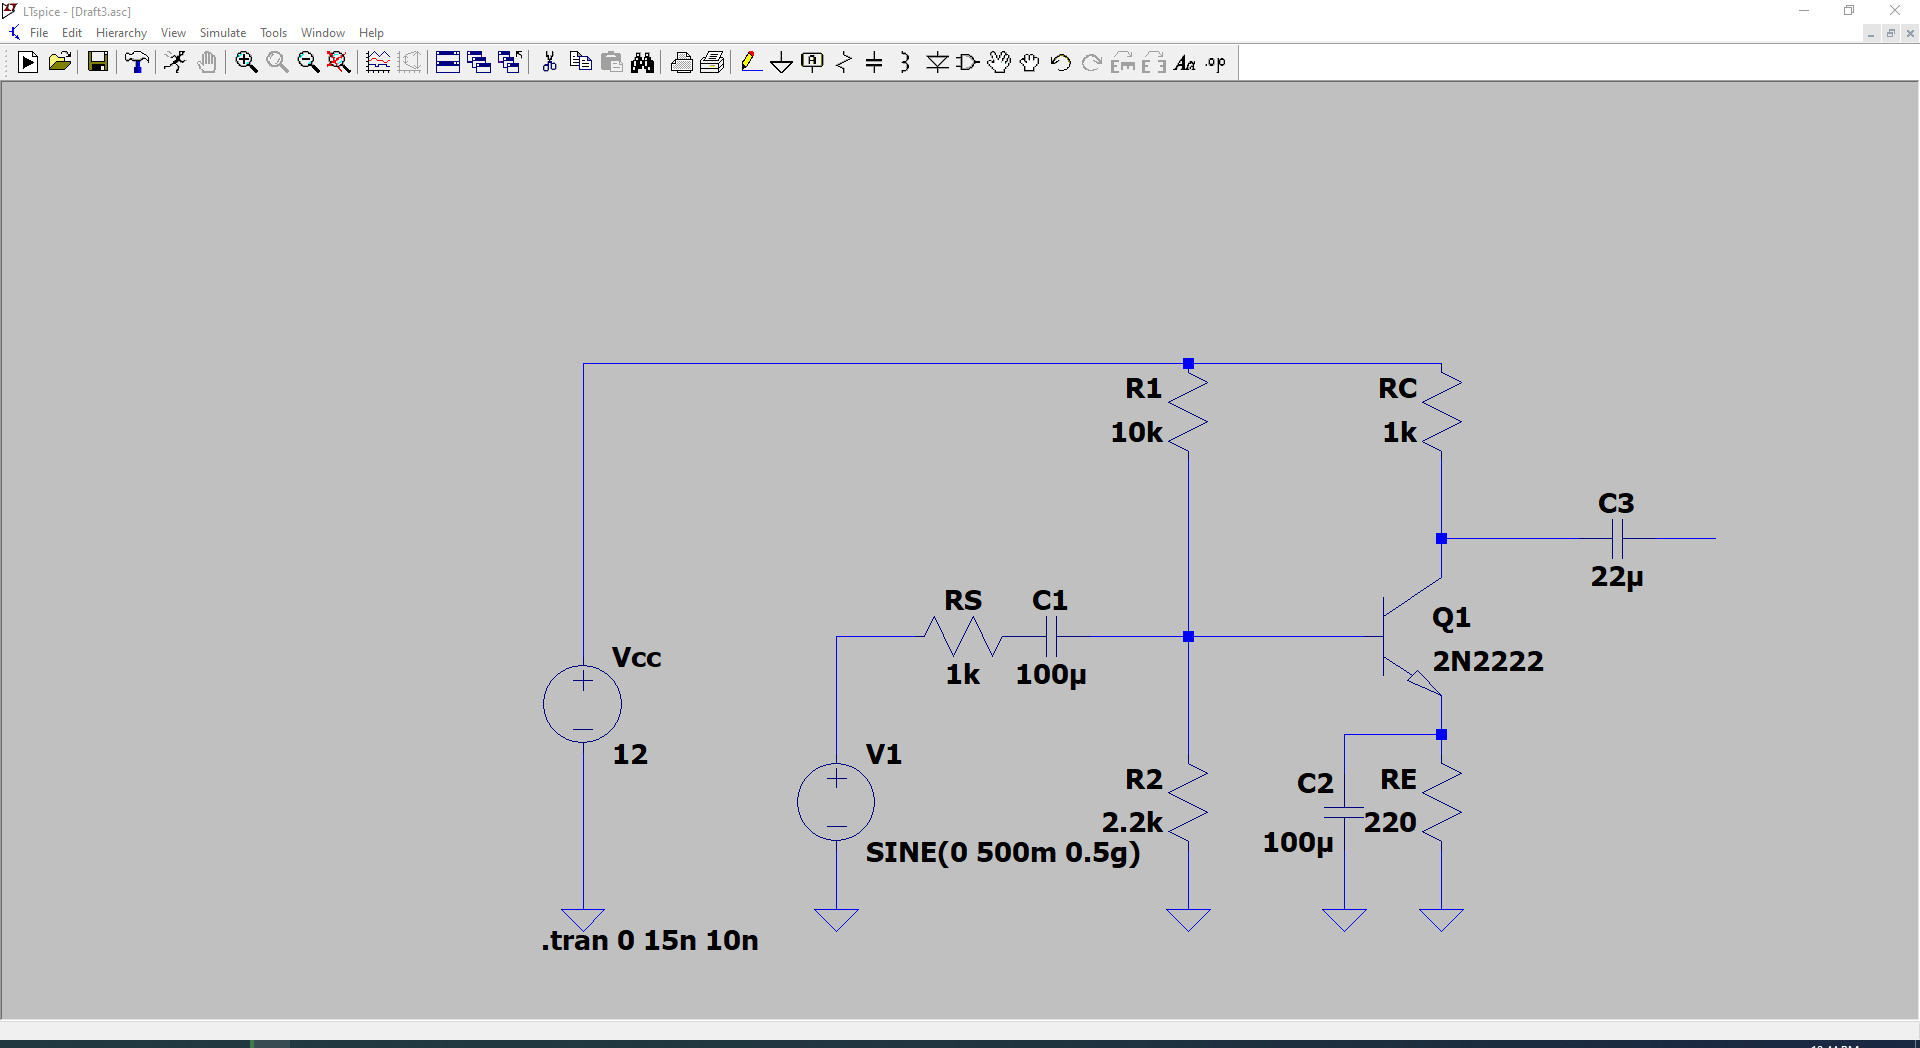 LTspice - [Draft3.asc]
File Edit Hierarchy View Simulate Tools Window Help
R1
10k
RC
1k
C3
22µ
RS
1k
C1
100µ
Q1
2N2222
Vcc
12
V1
SINE(0 500m 0.5g)
R2
2.2k
C2
100µ
RE
220
.tran 0 15n 10n